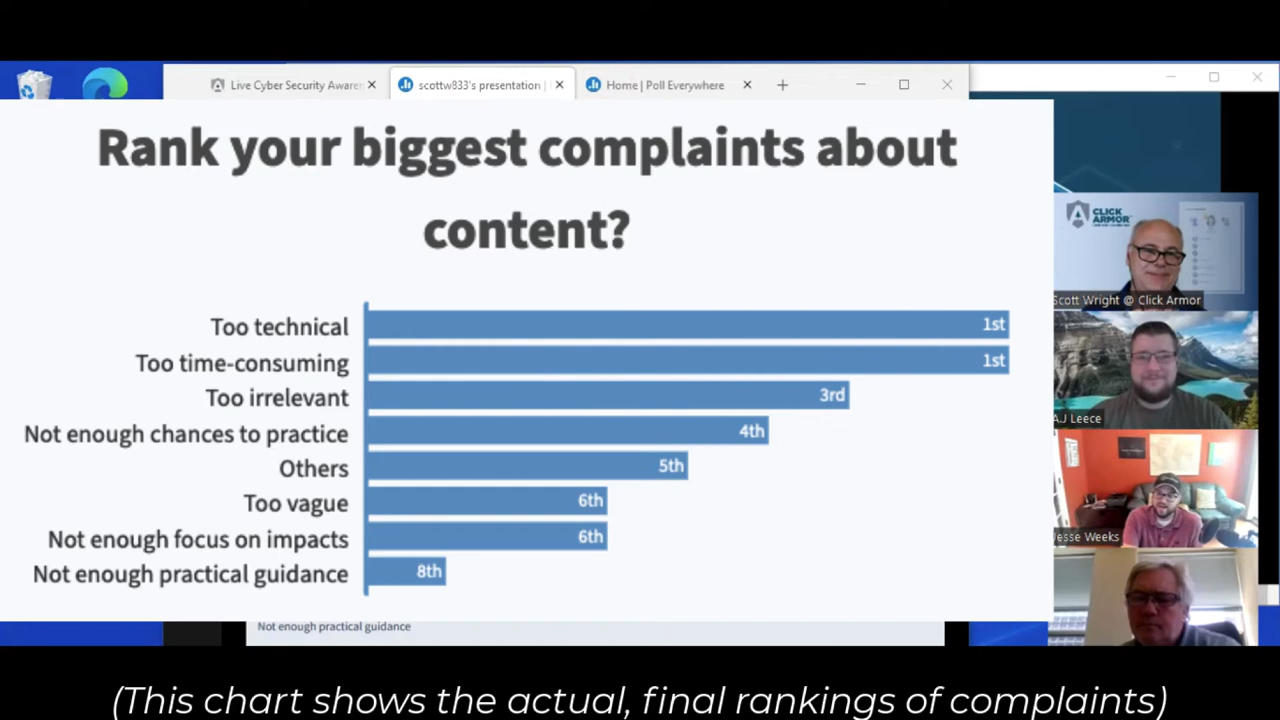 Live Cyber Security Aware
scottw833's presentation |
Home | Poll Everywhere
Rank your biggest complaints about
content?
Too technical 1st
Too time-consuming 1st
Too irrelevant 3rd
Not enough chances to practice 4th
Others 5th
Too vague 6th
Not enough focus on impacts 6th
Not enough practical guidance 8th
Not enough practical guidance
CLICK
ARMOR
Scott Wright @ Click Armor
A.J Leece
Jesse Weeks
(This chart shows the actual, final rankings of complaints)